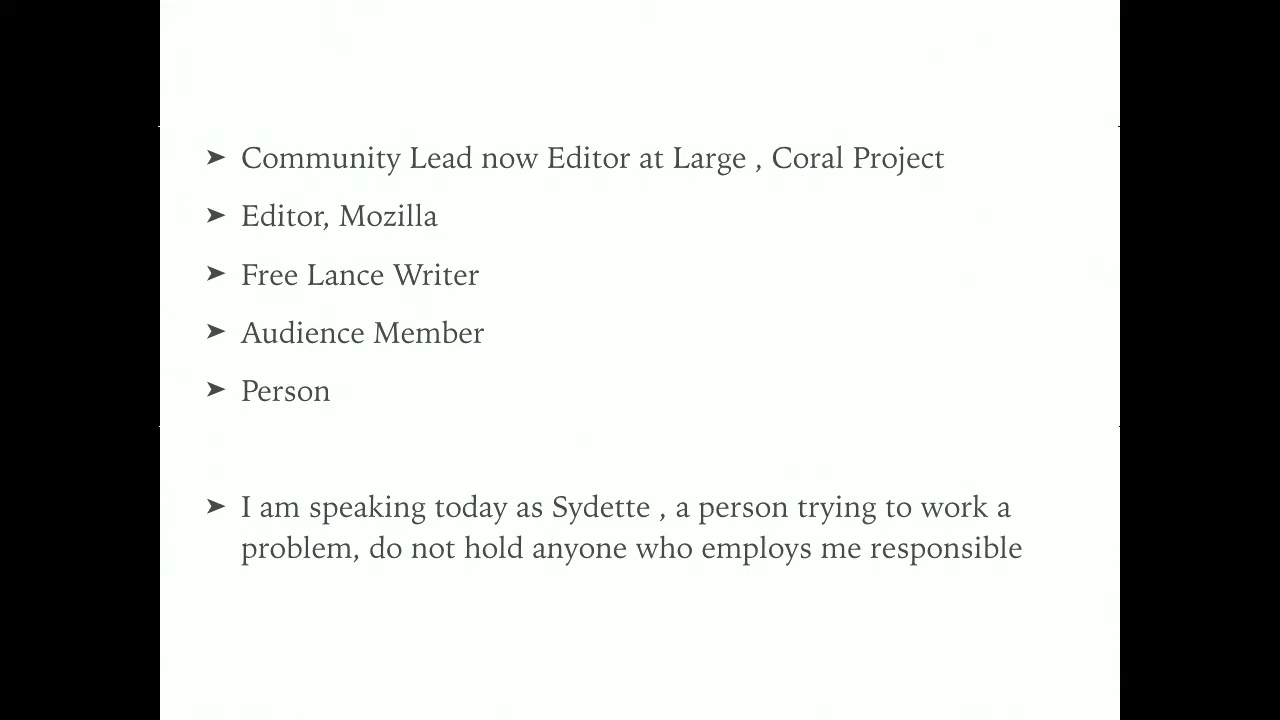 ➤ Community Lead now Editor at Large , Coral Project
➤ Editor, Mozilla
➤ Free Lance Writer
➤ Audience Member
➤ Person
➤ I am speaking today as Sydette , a person trying to work a
problem, do not hold anyone who employs me responsible